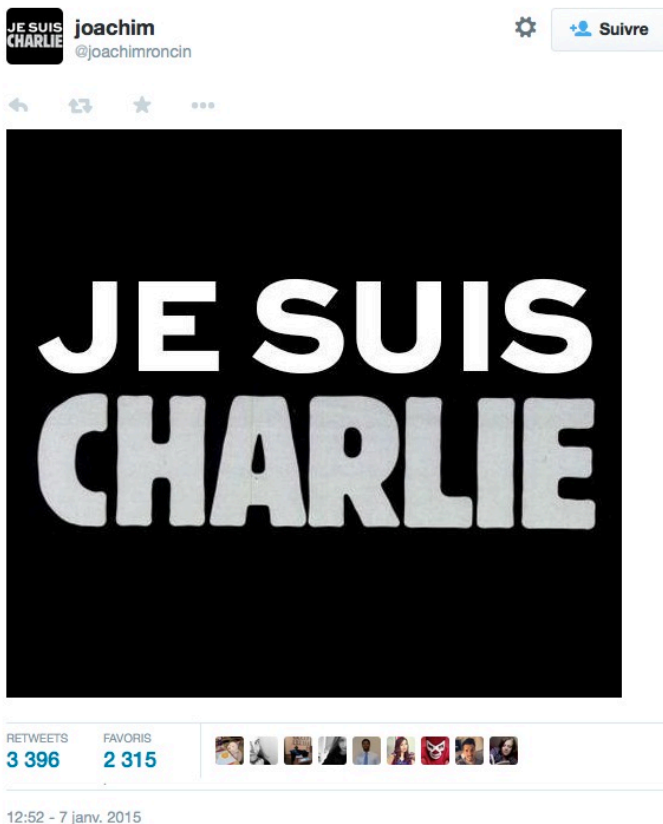 JE SUIS
CHARLIE
joachim
@joachimroncin
Suivre
JE SUIS
CHARLIE
RETWEETS
FAVORIS
3 396
2 315
12:52 - 7 janv. 2015